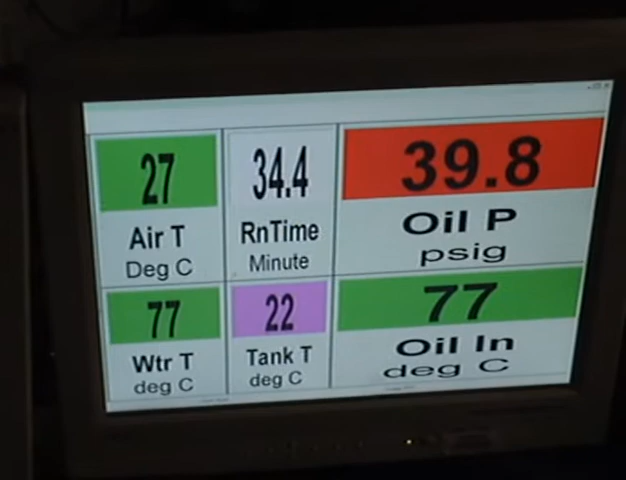 27
Air T
Deg C
34.4
RnTime
Minute
39.8
Oil P
psig
77
Wtr T
deg C
22
Tank T
deg C
77
Oil In
deg C